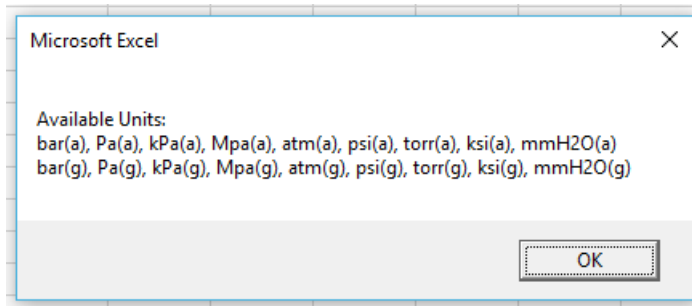 Microsoft Excel
Available Units:
bar(a), Pa(a), kPa(a), Mpa(a), atm(a), psi(a), torr(a), ksi(a), mmH2O(a)
bar(g), Pa(g), kPa(g), Mpa(g), atm(g), psi(g), torr(g), ksi(g), mmH2O(g)
OK